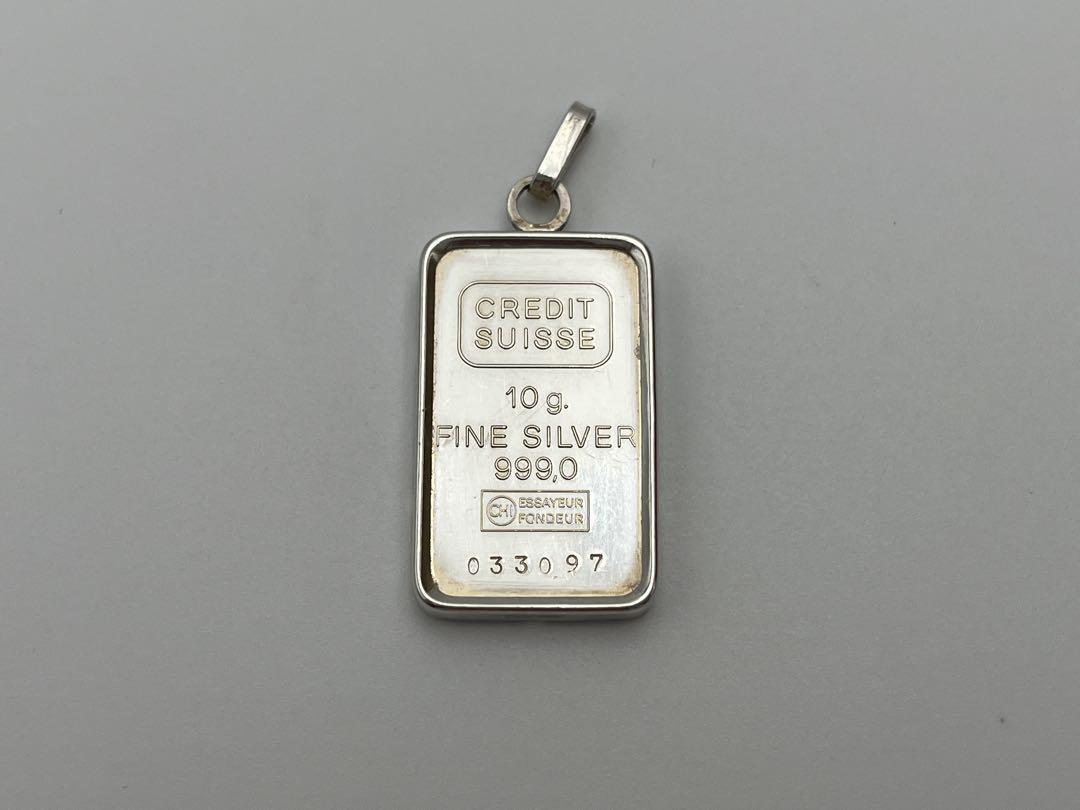 CREDIT
SUISSE
10 g.
FINE SILVER
999,0
CHI ESSAYEUR
FONDEUR
033097